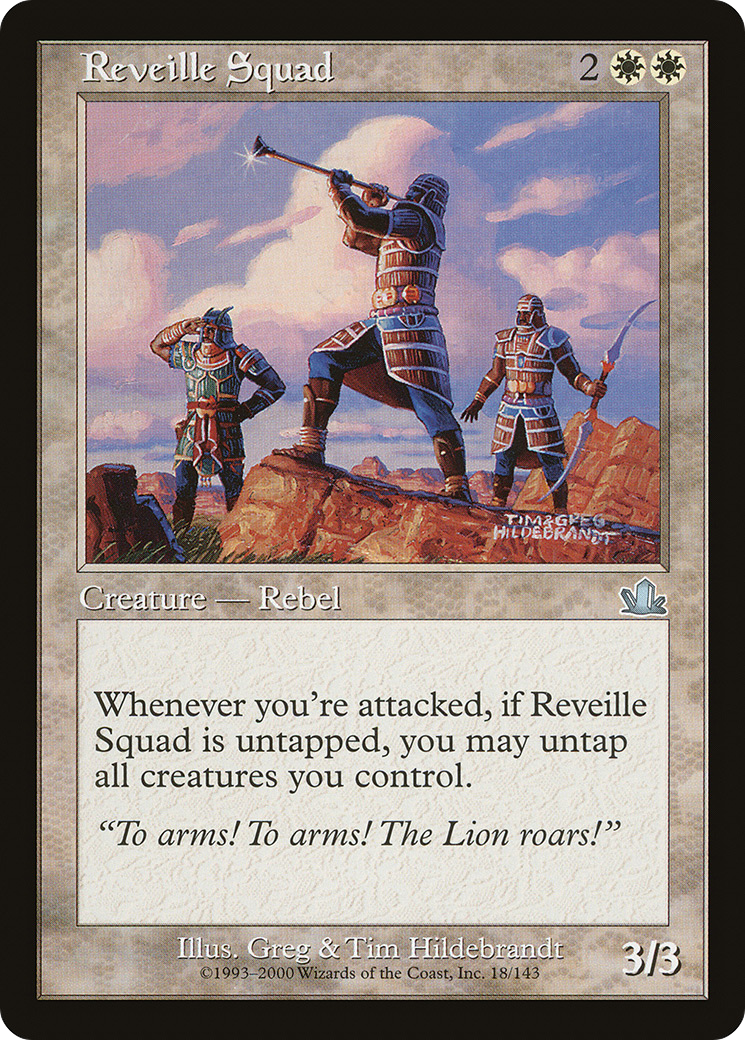 Reveille Squad 2
TIM & GREG
HILDEBRANDT
Creature — Rebel
Whenever you're attacked, if Reveille
Squad is untapped, you may untap
all creatures you control.
“To arms! To arms! The Lion roars!”
Illus. Greg & Tim Hildebrandt
©1993–2000 Wizards of the Coast, Inc. 18/143
3/3